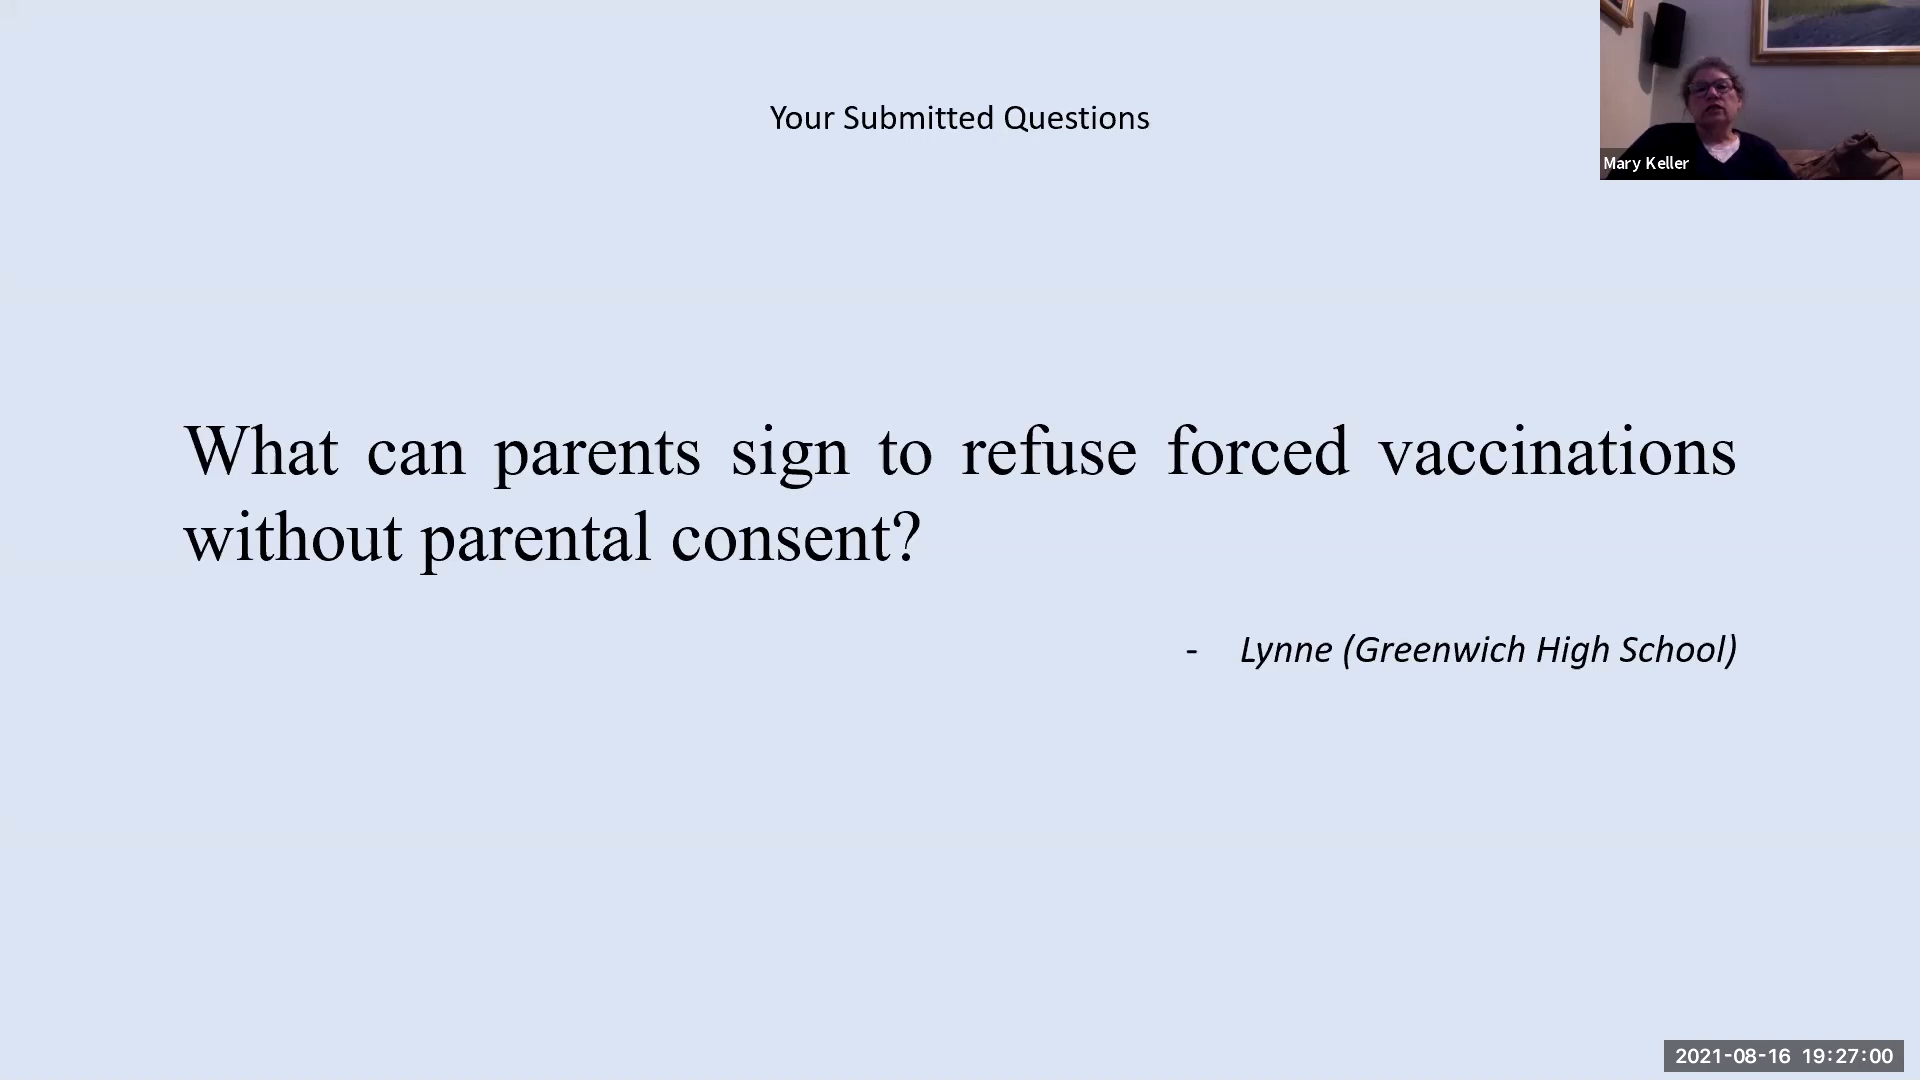 Your Submitted Questions
Mary Keller
What can parents sign to refuse forced vaccinations
without parental consent?
- Lynne (Greenwich High School)
2021-08-16 19:27:00